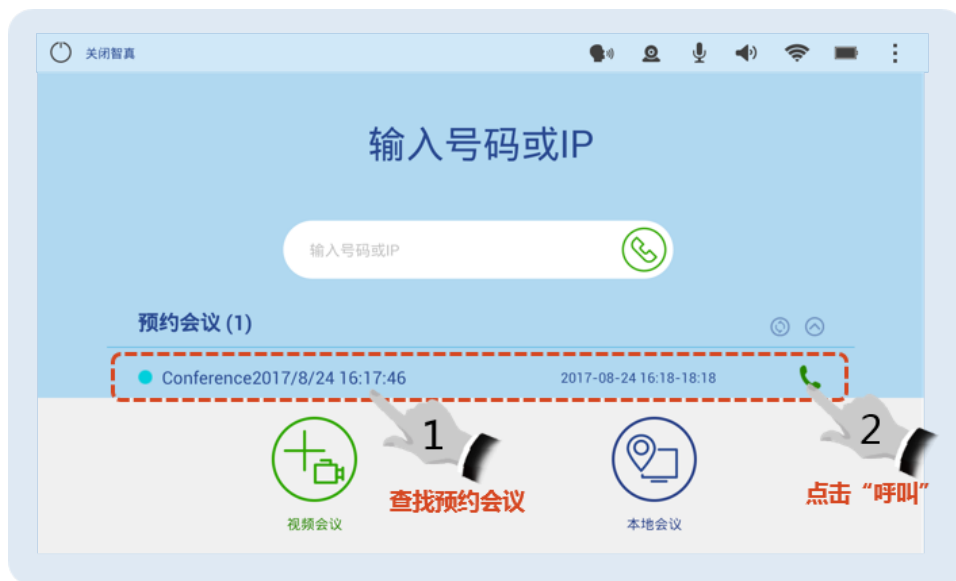 关闭智真
输入号码或IP
输入号码或IP
预约会议 (1)
Conference2017/8/24 16:17:46 2017-08-24 16:18-18:18
1
2
查找预约会议
点击“呼叫”
视频会议 本地会议